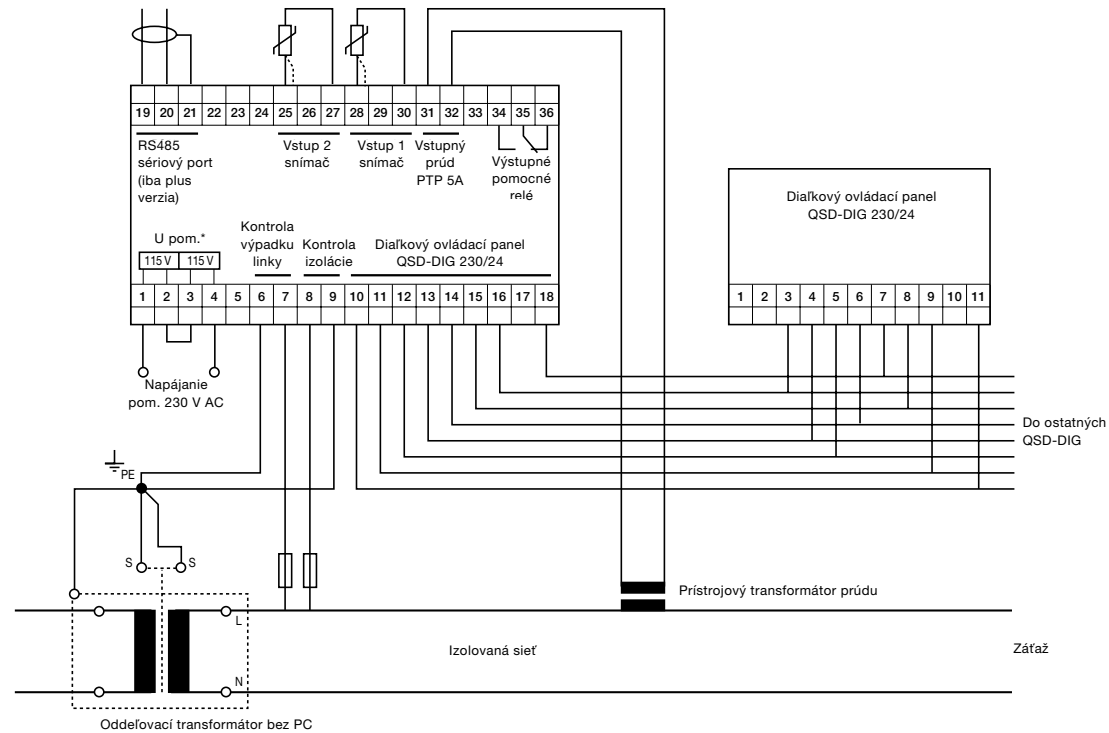 19 20 21 22 23 24 25 26 27 28 29 30 31 32 33 34 35 36
RS485
sériový port
(iba plus
verzia)
Vstup 2
snímač
Vstup 1
snímač
Vstupný
prúd
PTP 5A
Výstupné
pomocné
relé
U pom.*
115 V 115 V
Kontrola
výpadku
linky
Kontrola
izolácie
Diaľkový ovládací panel
QSD-DIG 230/24
1 2 3 4 5 6 7 8 9 10 11 12 13 14 15 16 17 18
Diaľkový ovládací panel
QSD-DIG 230/24
1 2 3 4 5 6 7 8 9 10 11
Napájanie
pom. 230 V AC
Do ostatných
QSD-DIG
PE
S S
Prístrojový transformátor prúdu
L
Izolovaná sieť
Záťaž
N
Oddeľovací transformátor bez PC